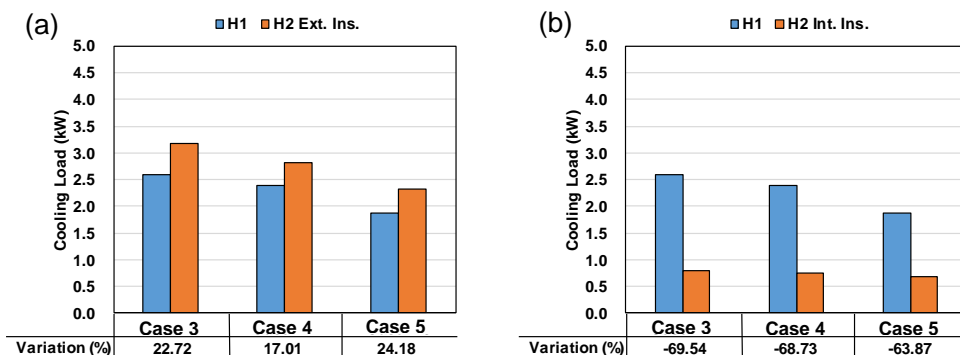 (a)
H1 H2 Ext. Ins.
Cooling Load (kW)
5.0
4.5
4.0
3.5
3.0
2.5
2.0
1.5
1.0
0.5
0.0
Case 3 Case 4 Case 5
Variation (%) 22.72 17.01 24.18
(b)
H1 H2 Int. Ins.
Cooling Load (kW)
5.0
4.5
4.0
3.5
3.0
2.5
2.0
1.5
1.0
0.5
0.0
Case 3 Case 4 Case 5
Variation (%) -69.54 -68.73 -63.87